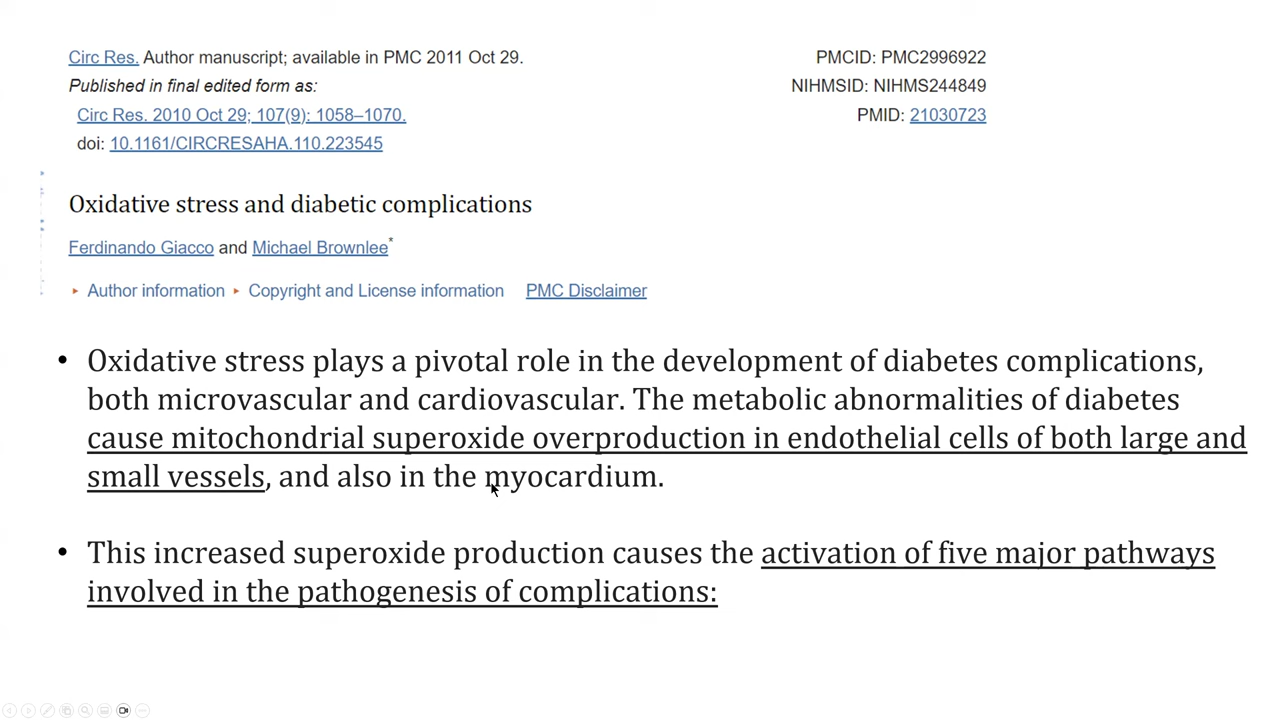 Circ Res. Author manuscript; available in PMC 2011 Oct 29.
PMCID: PMC2996922
Published in final edited form as:
NIHMSID: NIHMS244849
Circ Res. 2010 Oct 29; 107(9): 1058–1070.
PMID: 21030723
doi: 10.1161/CIRCRESAHA.110.223545
Oxidative stress and diabetic complications
Ferdinando Giacco and Michael Brownlee*
▸ Author information ▸ Copyright and License information PMC Disclaimer
• Oxidative stress plays a pivotal role in the development of diabetes complications,
both microvascular and cardiovascular. The metabolic abnormalities of diabetes
cause mitochondrial superoxide overproduction in endothelial cells of both large and
small vessels, and also in the myocardium.
• This increased superoxide production causes the activation of five major pathways
involved in the pathogenesis of complications: